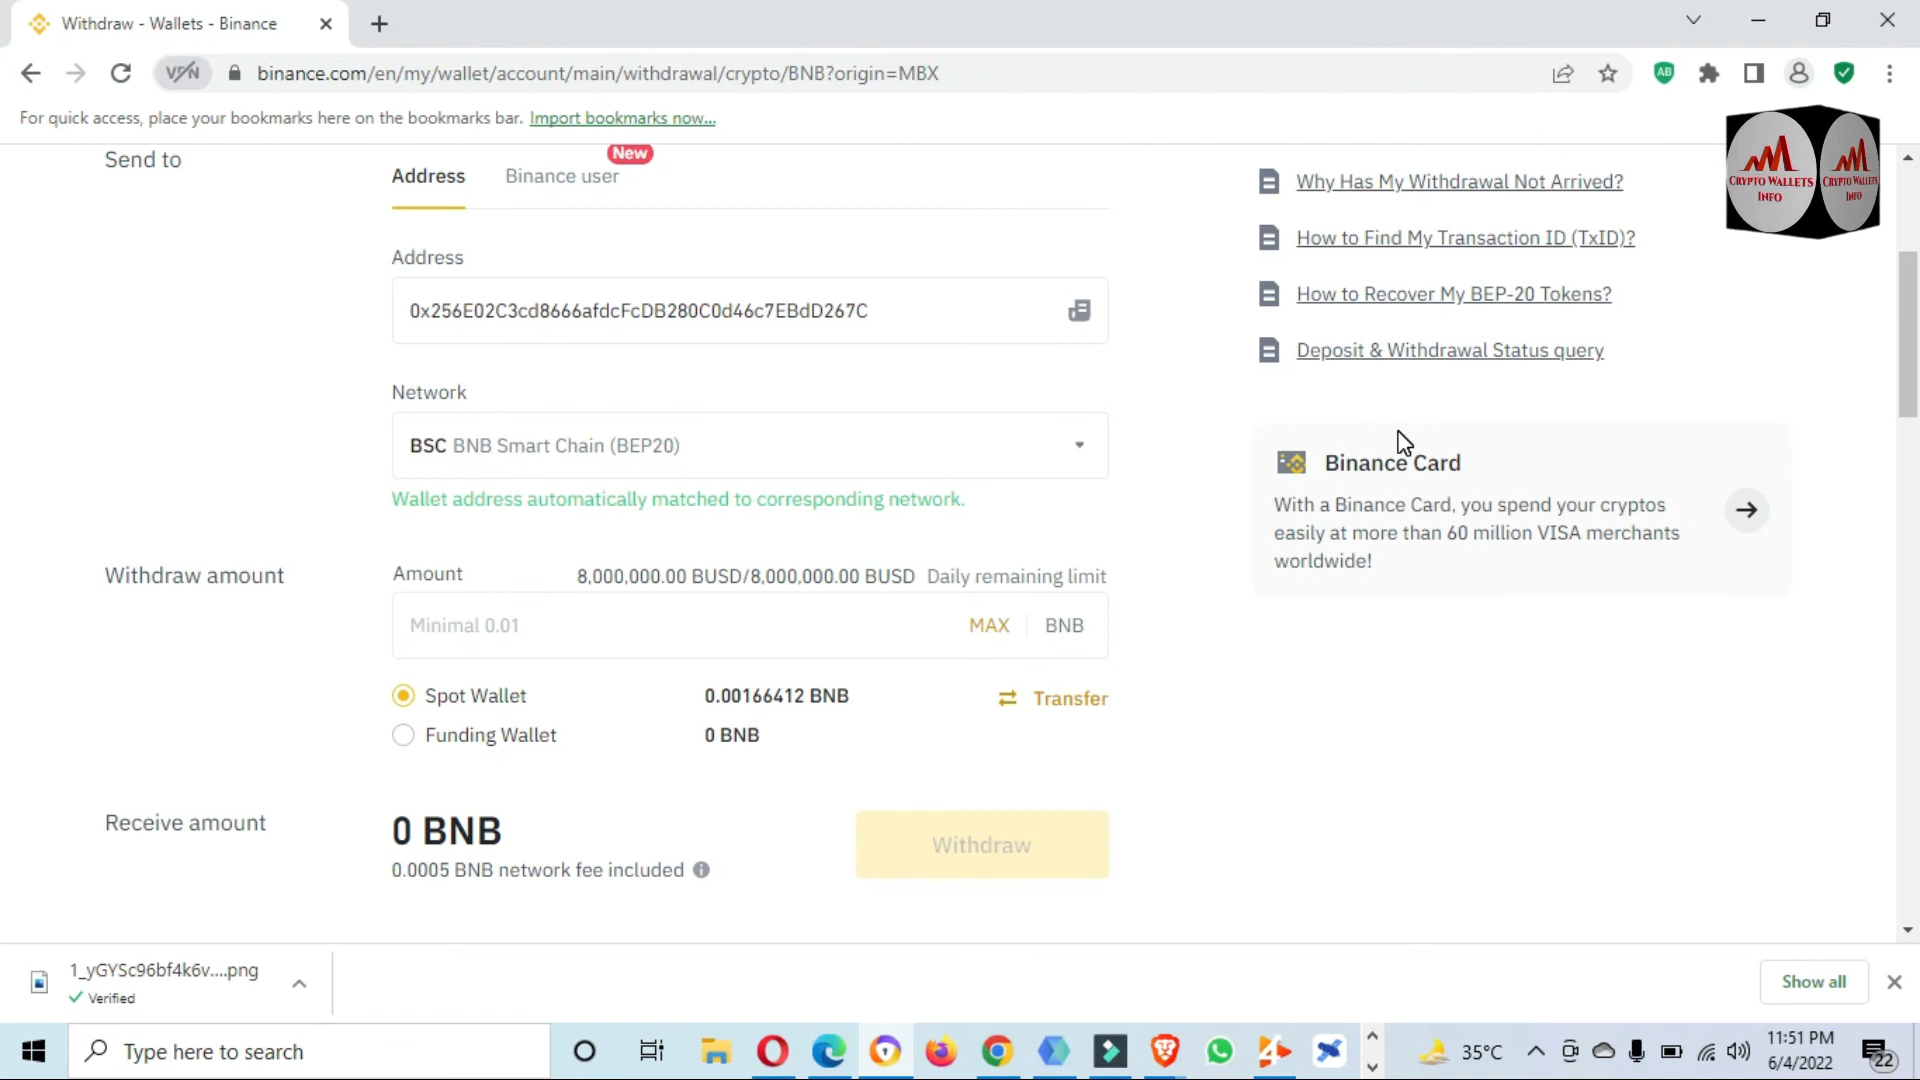 Withdraw - Wallets - Binance
VPN
binance.com/en/my/wallet/account/main/withdrawal/crypto/BNB?origin=MBX
AB
For quick access, place your bookmarks here on the bookmarks bar. Import bookmarks now...
CRYPTO WALLETS
INFO
CRYPTO WALLETS
INFO
Send to
Address
Binance user
New
Address
0x256E02C3cd8666afdcFcDB280C0d46c7EBdD267C
Network
BSC BNB Smart Chain (BEP20)
Wallet address automatically matched to corresponding network.
Withdraw amount
Amount
8,000,000.00 BUSD/8,000,000.00 BUSD Daily remaining limit
Minimal 0.01
MAX
BNB
Spot Wallet
0.00166412 BNB
Transfer
Funding Wallet
0 BNB
Receive amount
0 BNB
0.0005 BNB network fee included
Withdraw
Why Has My Withdrawal Not Arrived?
How to Find My Transaction ID (TxID)?
How to Recover My BEP-20 Tokens?
Deposit & Withdrawal Status query
Binance Card
With a Binance Card, you spend your cryptos
easily at more than 60 million VISA merchants
worldwide!
1_yGYSc96bf4k6v....png
Verified
Show all
Type here to search
35°C
11:51 PM
6/4/2022
22